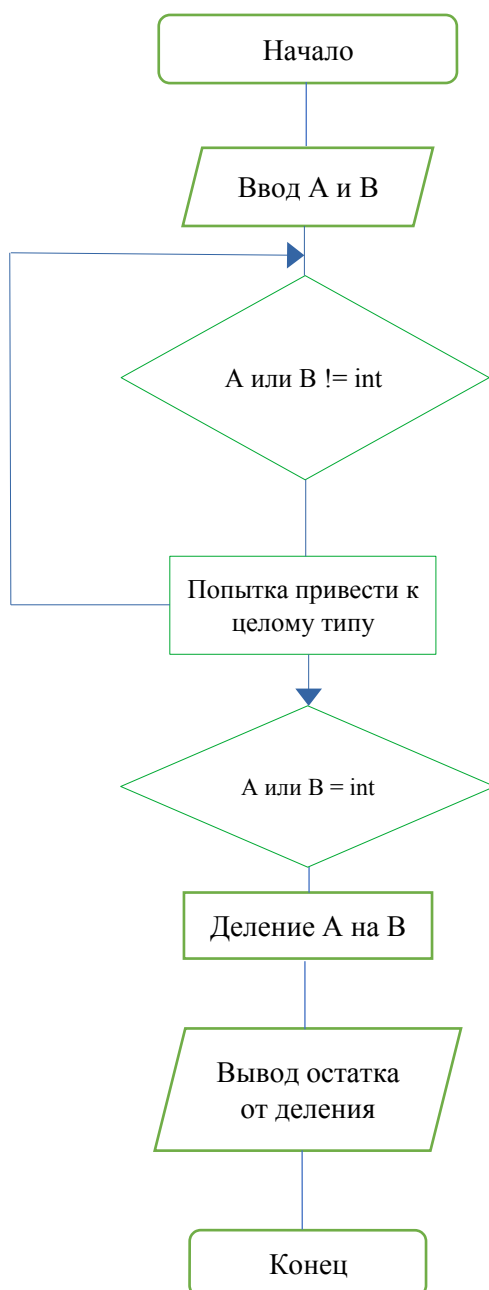 Начало
Ввод А и В
А или В != int
Попытка привести к
целому типу
А или В = int
Деление А на В
Вывод остатка
от деления
Конец